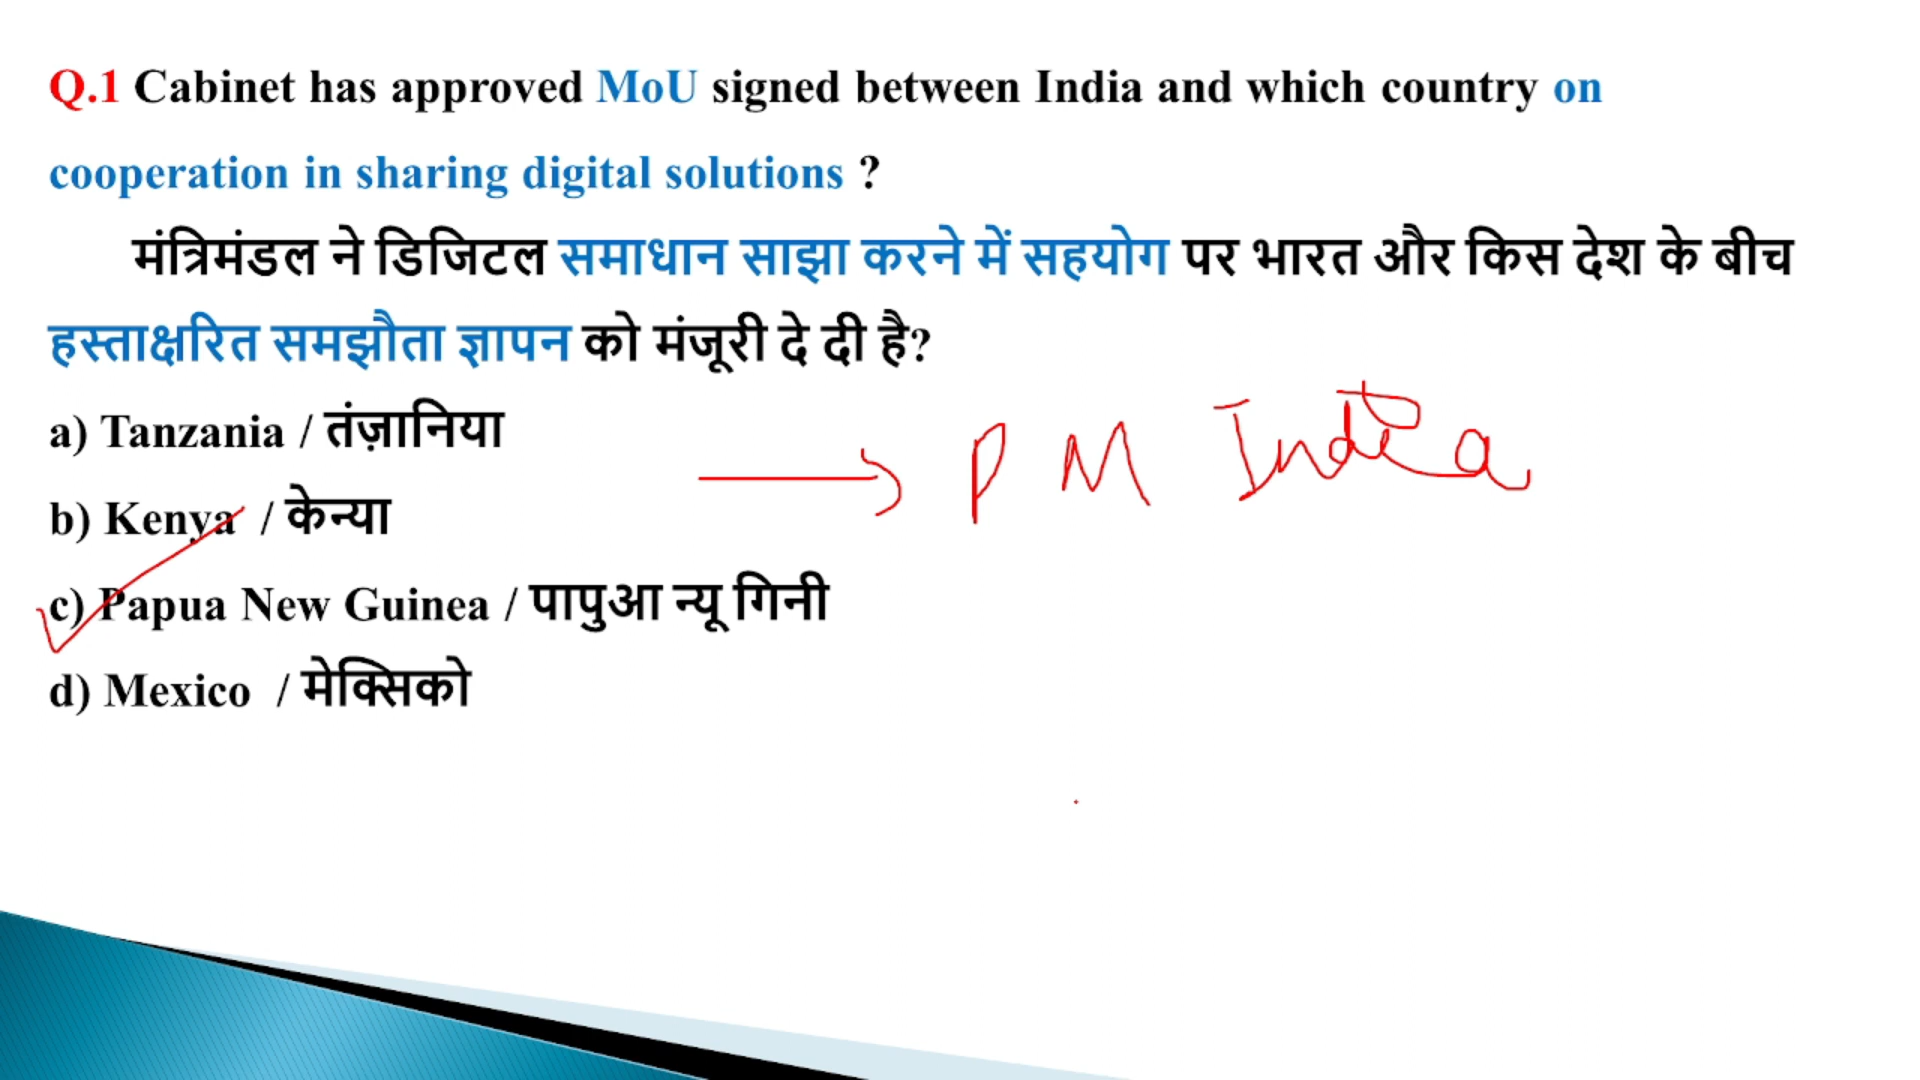 Q.1 Cabinet has approved MoU signed between India and which country on
cooperation in sharing digital solutions ?
मंत्रिमंडल ने डिजिटल समाधान साझा करने में सहयोग पर भारत और किस देश के बीच
हस्ताक्षरित समझौता ज्ञापन को मंजूरी दे दी है?
a) Tanzania / तंज़ानिया
→ PM India
b) Kenya / केन्या
c) Papua New Guinea / पापुआ न्यू गिनी
d) Mexico / मेक्सिको